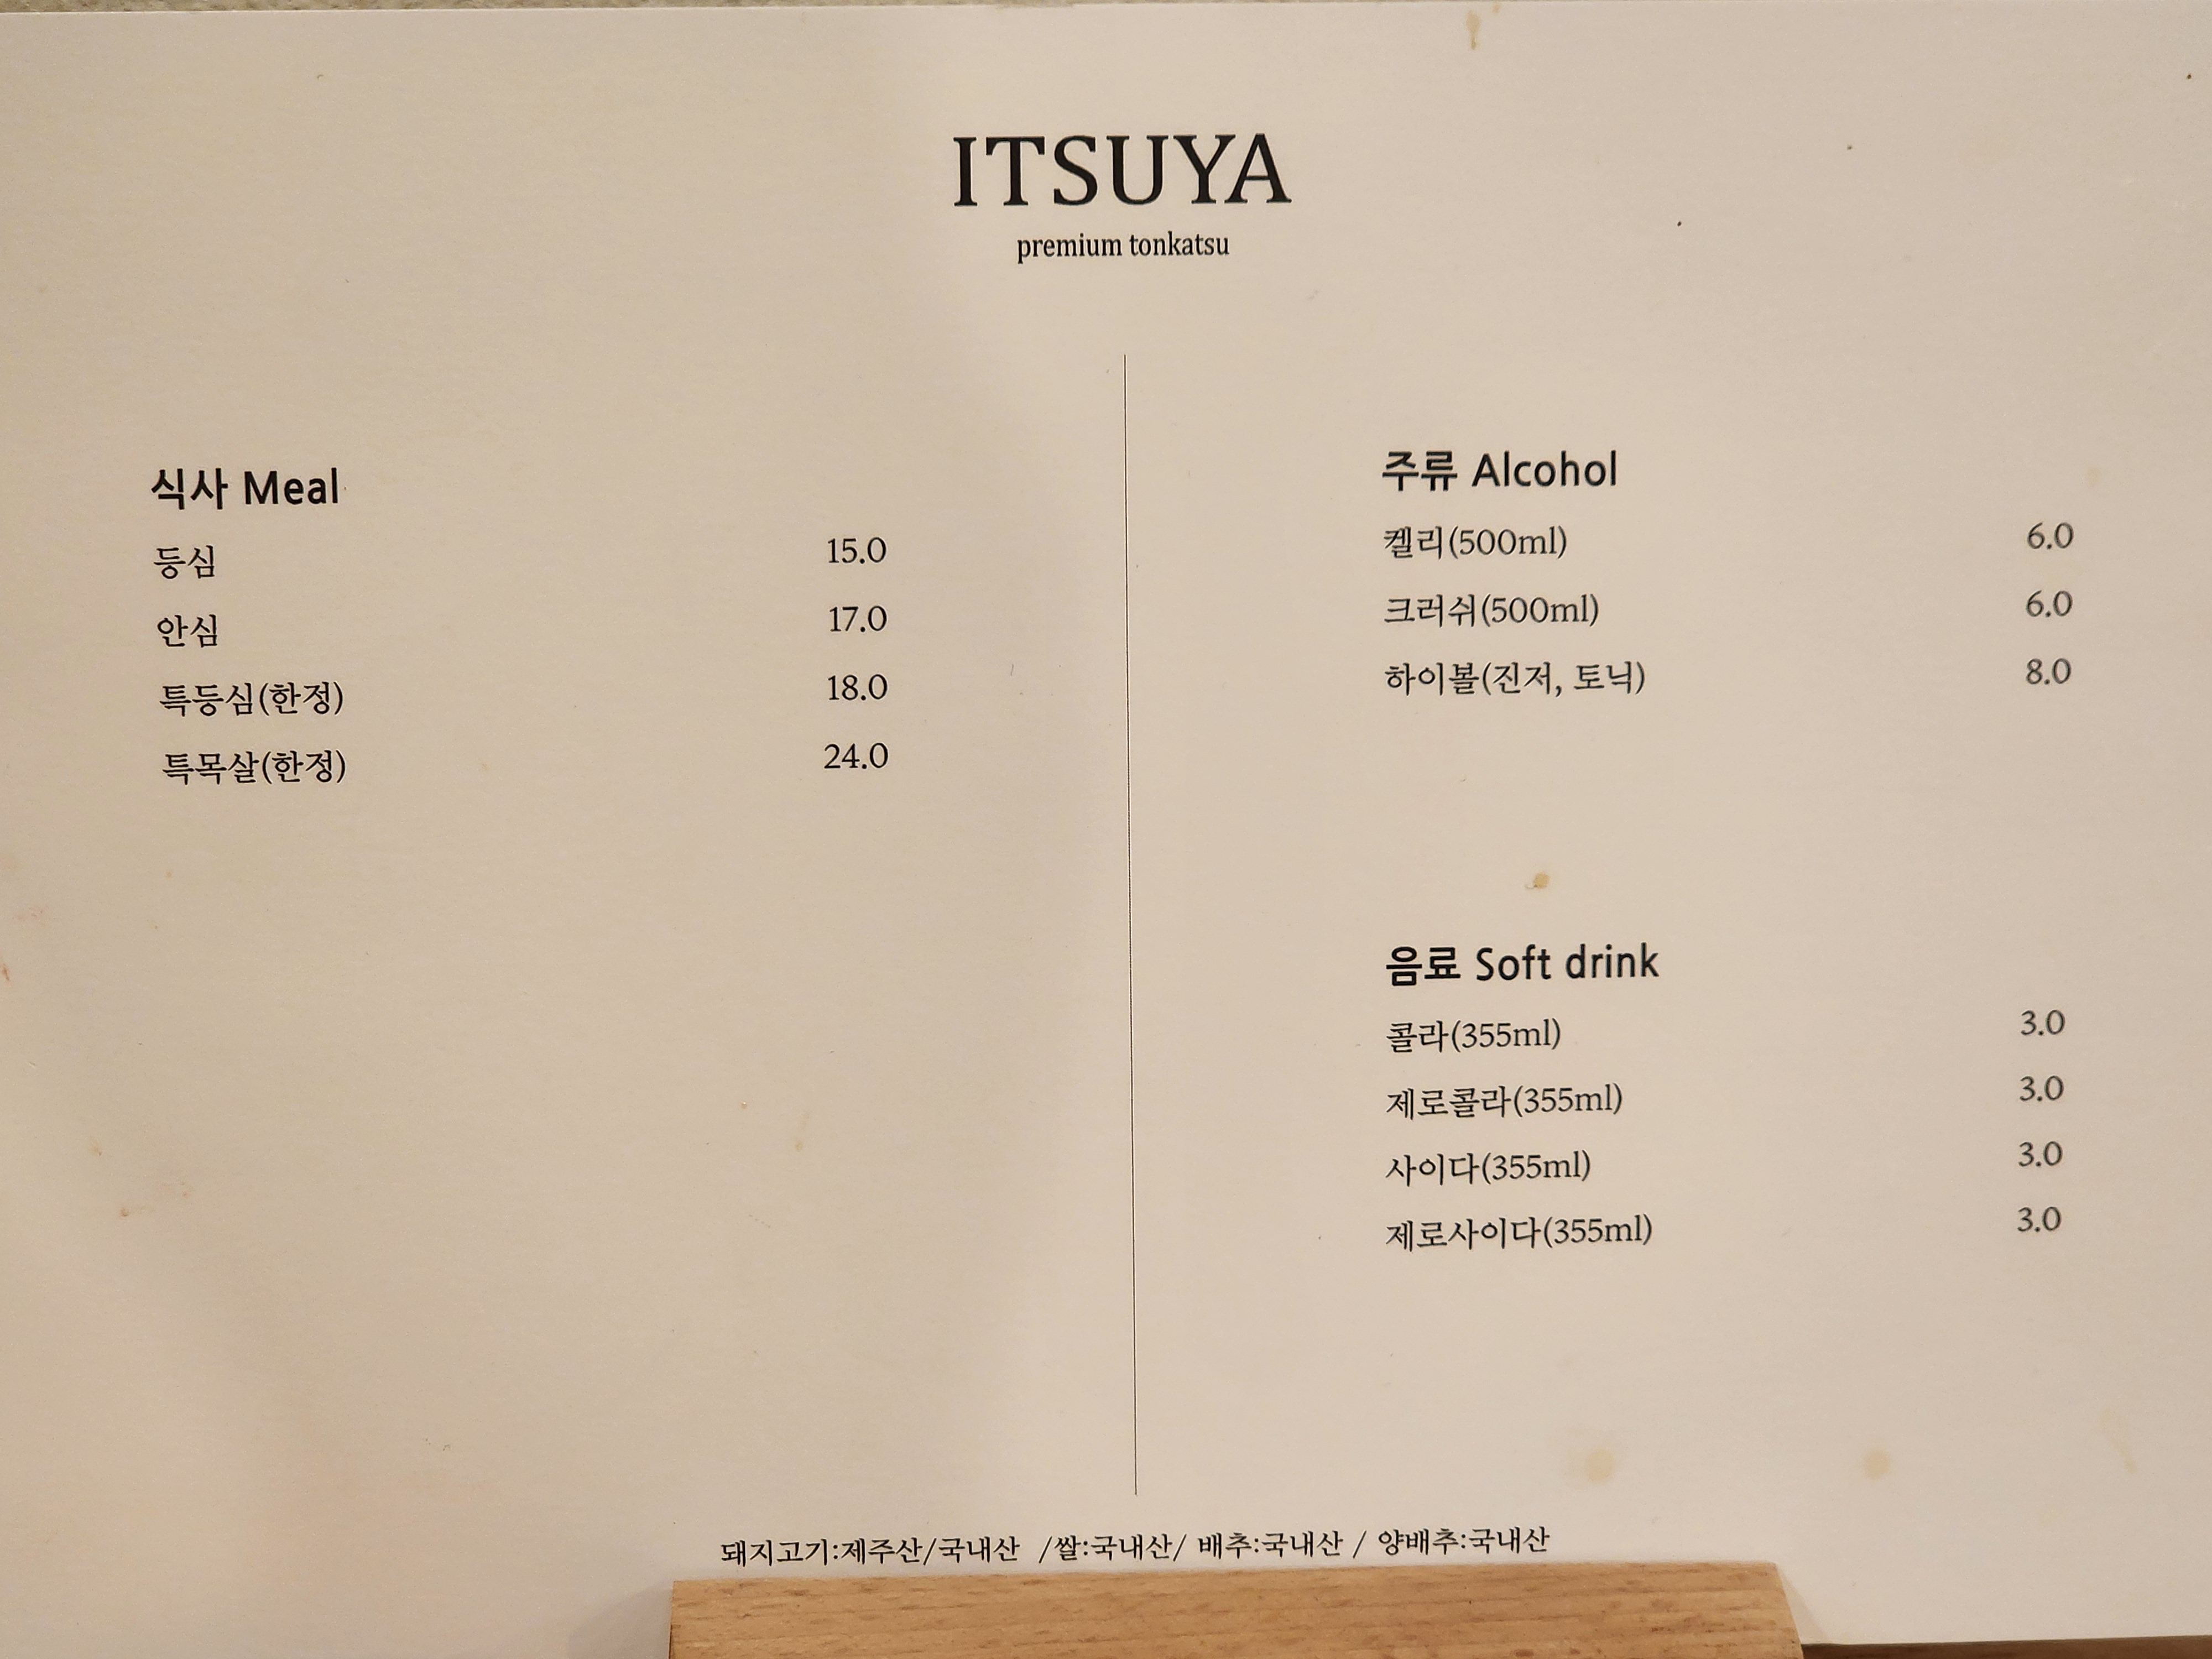 ITSUYA
premium tonkatsu
식사 Meal
등심 15.0
안심 17.0
특등심(한정) 18.0
특목살(한정) 24.0
주류 Alcohol
켈리(500ml) 6.0
크러쉬(500ml) 6.0
하이볼(진저, 토닉) 8.0
음료 Soft drink
콜라(355ml) 3.0
제로콜라(355ml) 3.0
사이다(355ml) 3.0
제로사이다(355ml) 3.0
돼지고기:제주산/국내산 /쌀:국내산/ 배추:국내산 / 양배추:국내산